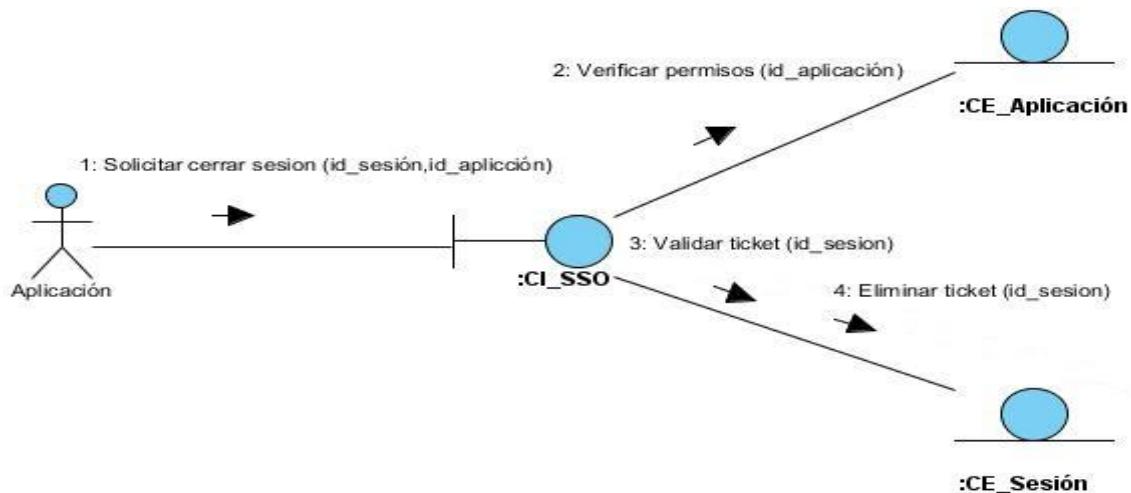 2: Verificar permisos (id_aplicación)
:CE_Aplicación
1: Solicitar cerrar sesion (id_sesión,id_aplicción)
Aplicación
:CI_SSO
3: Validar ticket (id_sesion)
4: Eliminar ticket (id_sesion)
:CE_Sesión